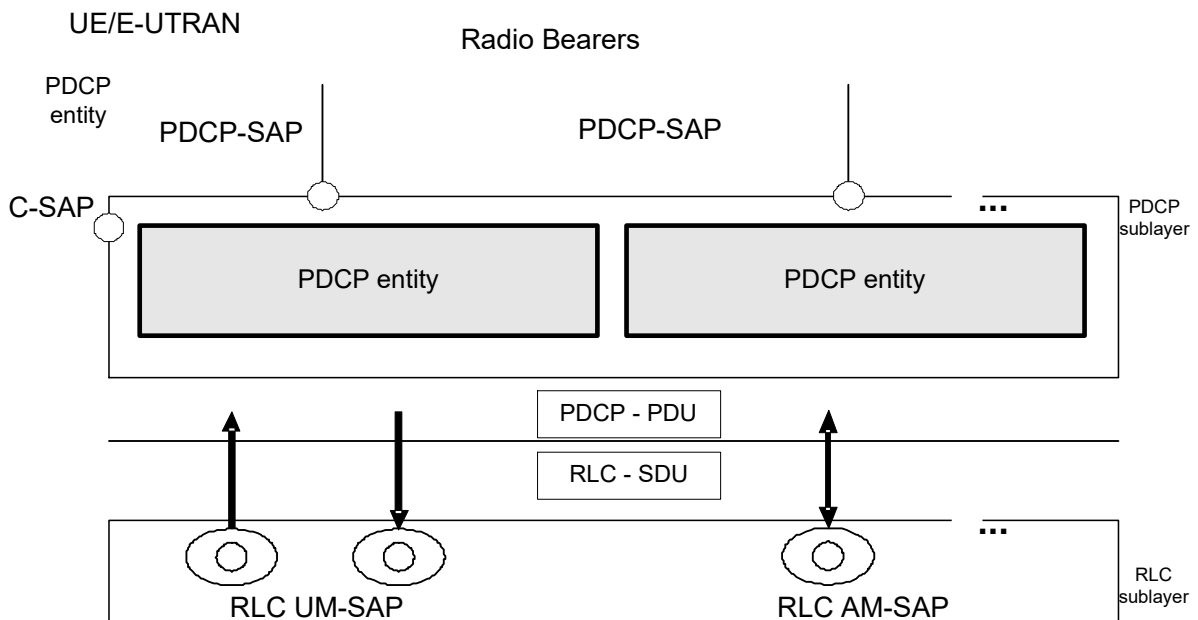 UE/E-UTRAN
Radio Bearers
PDCP
entity
PDCP-SAP
PDCP-SAP
C-SAP
...
PDCP
sublayer
PDCP entity
PDCP entity
PDCP - PDU
RLC - SDU
...
RLC UM-SAP
RLC AM-SAP
RLC
sublayer